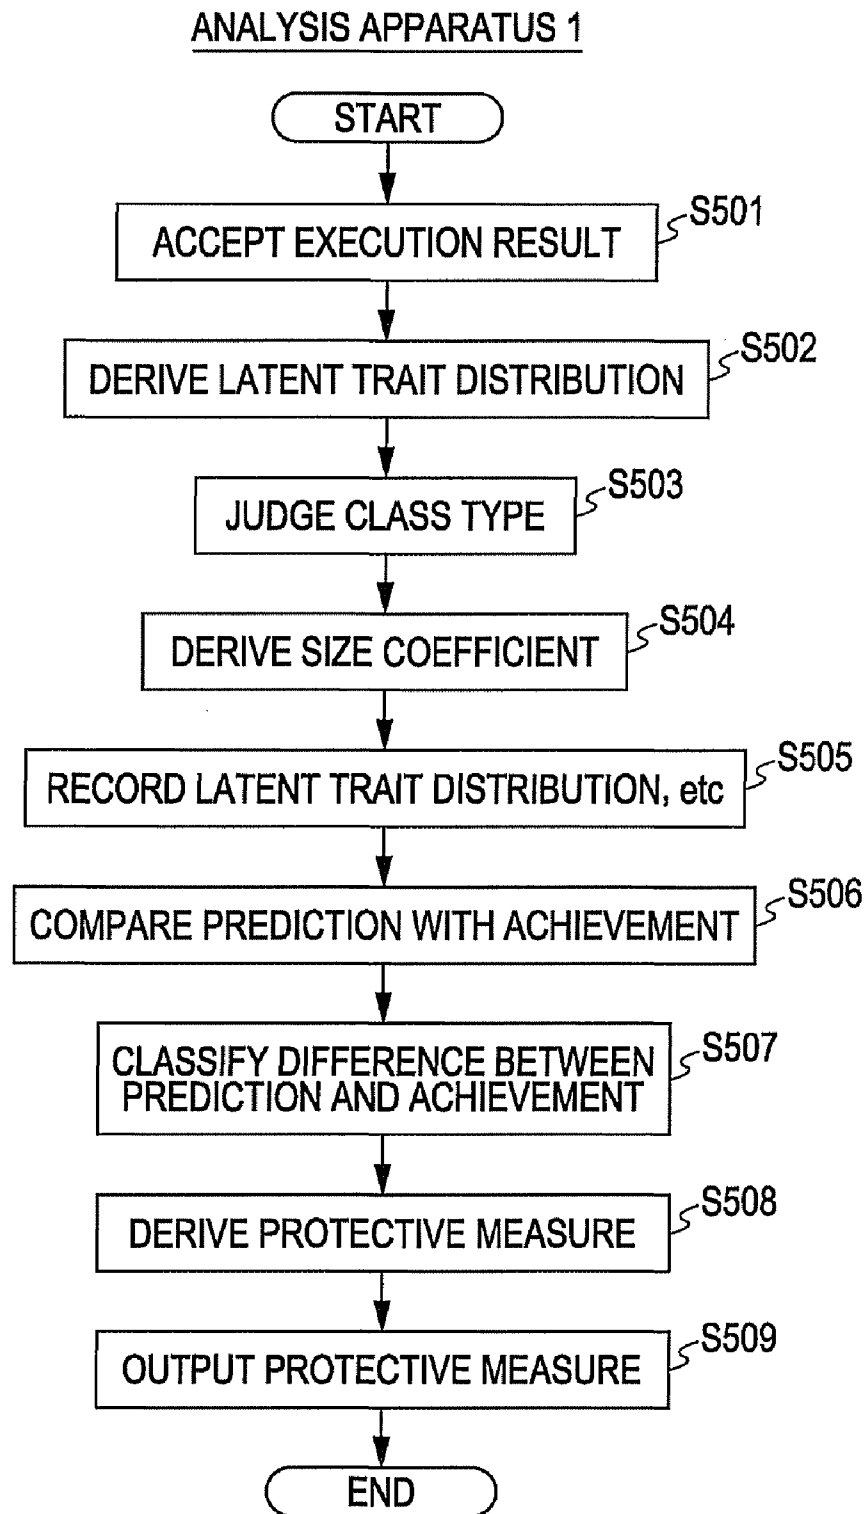 ANALYSIS APPARATUS 1
START
S501
ACCEPT EXECUTION RESULT
S502
DERIVE LATENT TRAIT DISTRIBUTION
S503
JUDGE CLASS TYPE
S504
DERIVE SIZE COEFFICIENT
S505
RECORD LATENT TRAIT DISTRIBUTION, etc
S506
COMPARE PREDICTION WITH ACHIEVEMENT
S507
CLASSIFY DIFFERENCE BETWEEN
PREDICTION AND ACHIEVEMENT
S508
DERIVE PROTECTIVE MEASURE
S509
OUTPUT PROTECTIVE MEASURE
END